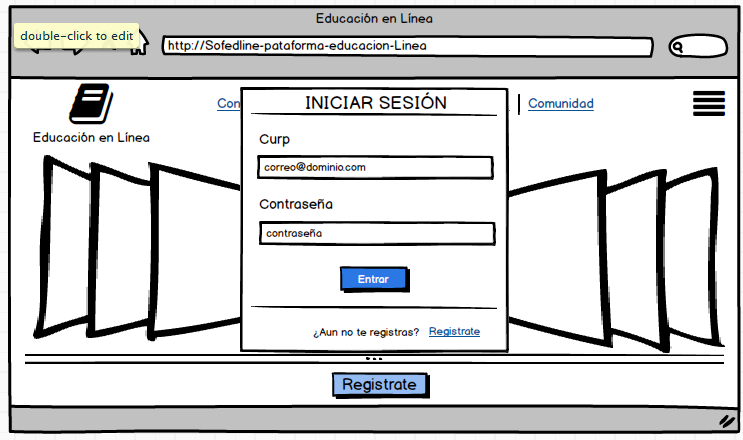 Educación en Línea
double-click to edit
http://Sofedline-pataforma-educacion-Linea
Con
Comunidad
Educación en Línea
INICIAR SESIÓN
Curp
correo@dominio.com
Contraseña
contraseña
Entrar
¿Aun no te registras? Registrate
Registrate